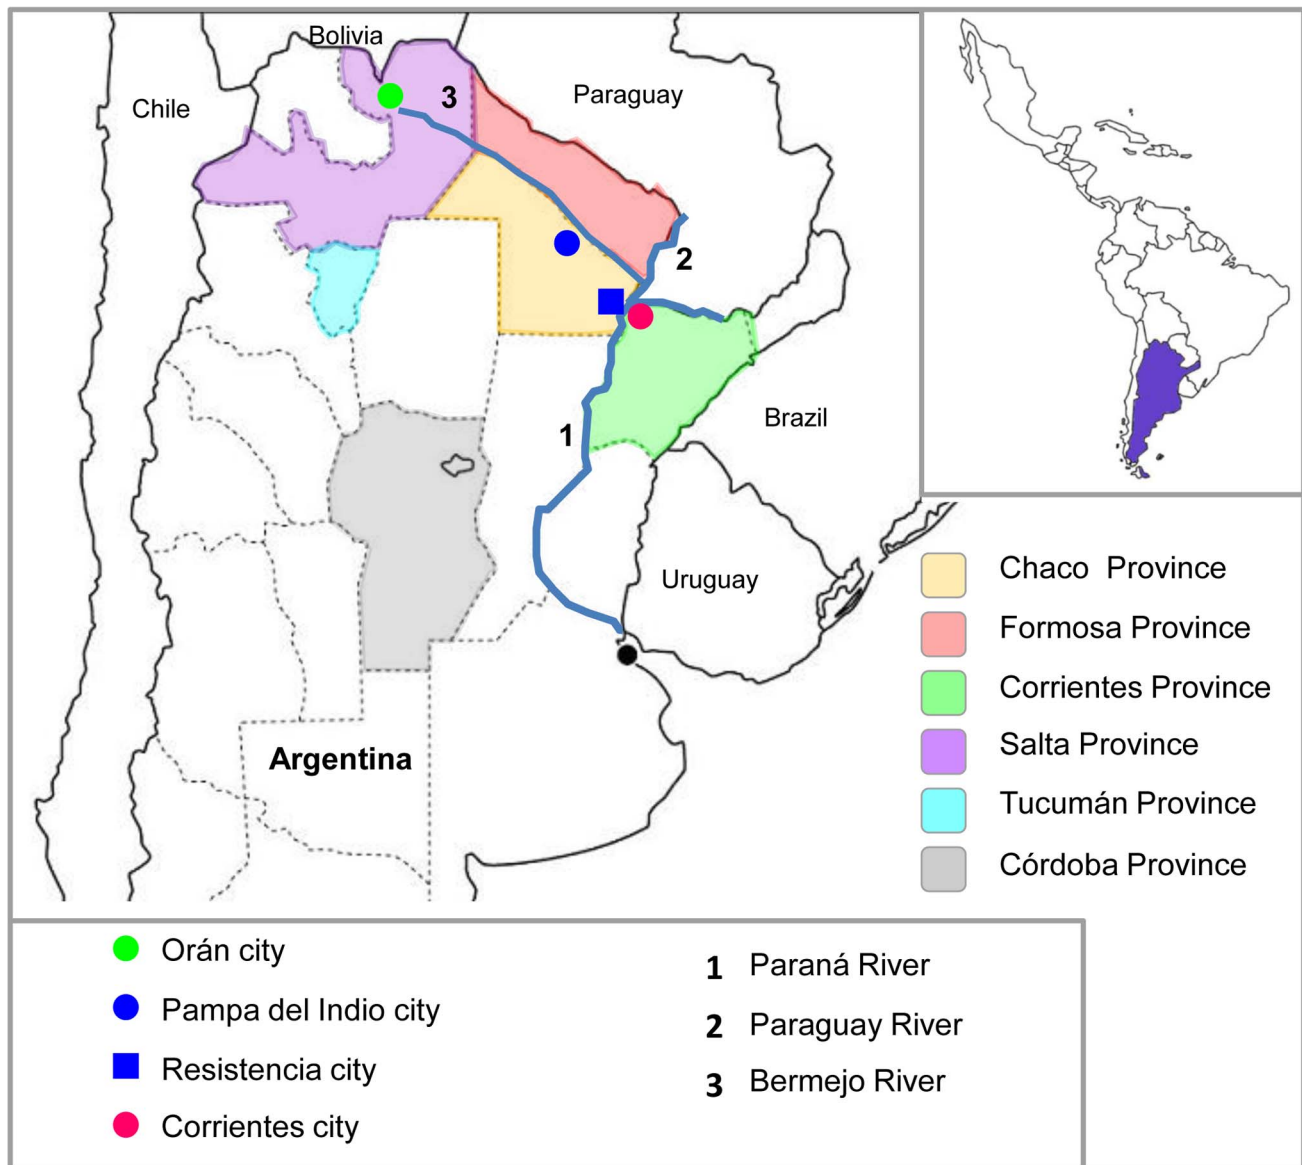 Bolivia
Chile
3
Paraguay
2
1
Brazil
Uruguay
Argentina
Chaco Province
Formosa Province
Corrientes Province
Salta Province
Tucumán Province
Córdoba Province
Orán city
Pampa del Indio city
Resistencia city
Corrientes city
1 Paraná River
2 Paraguay River
3 Bermejo River